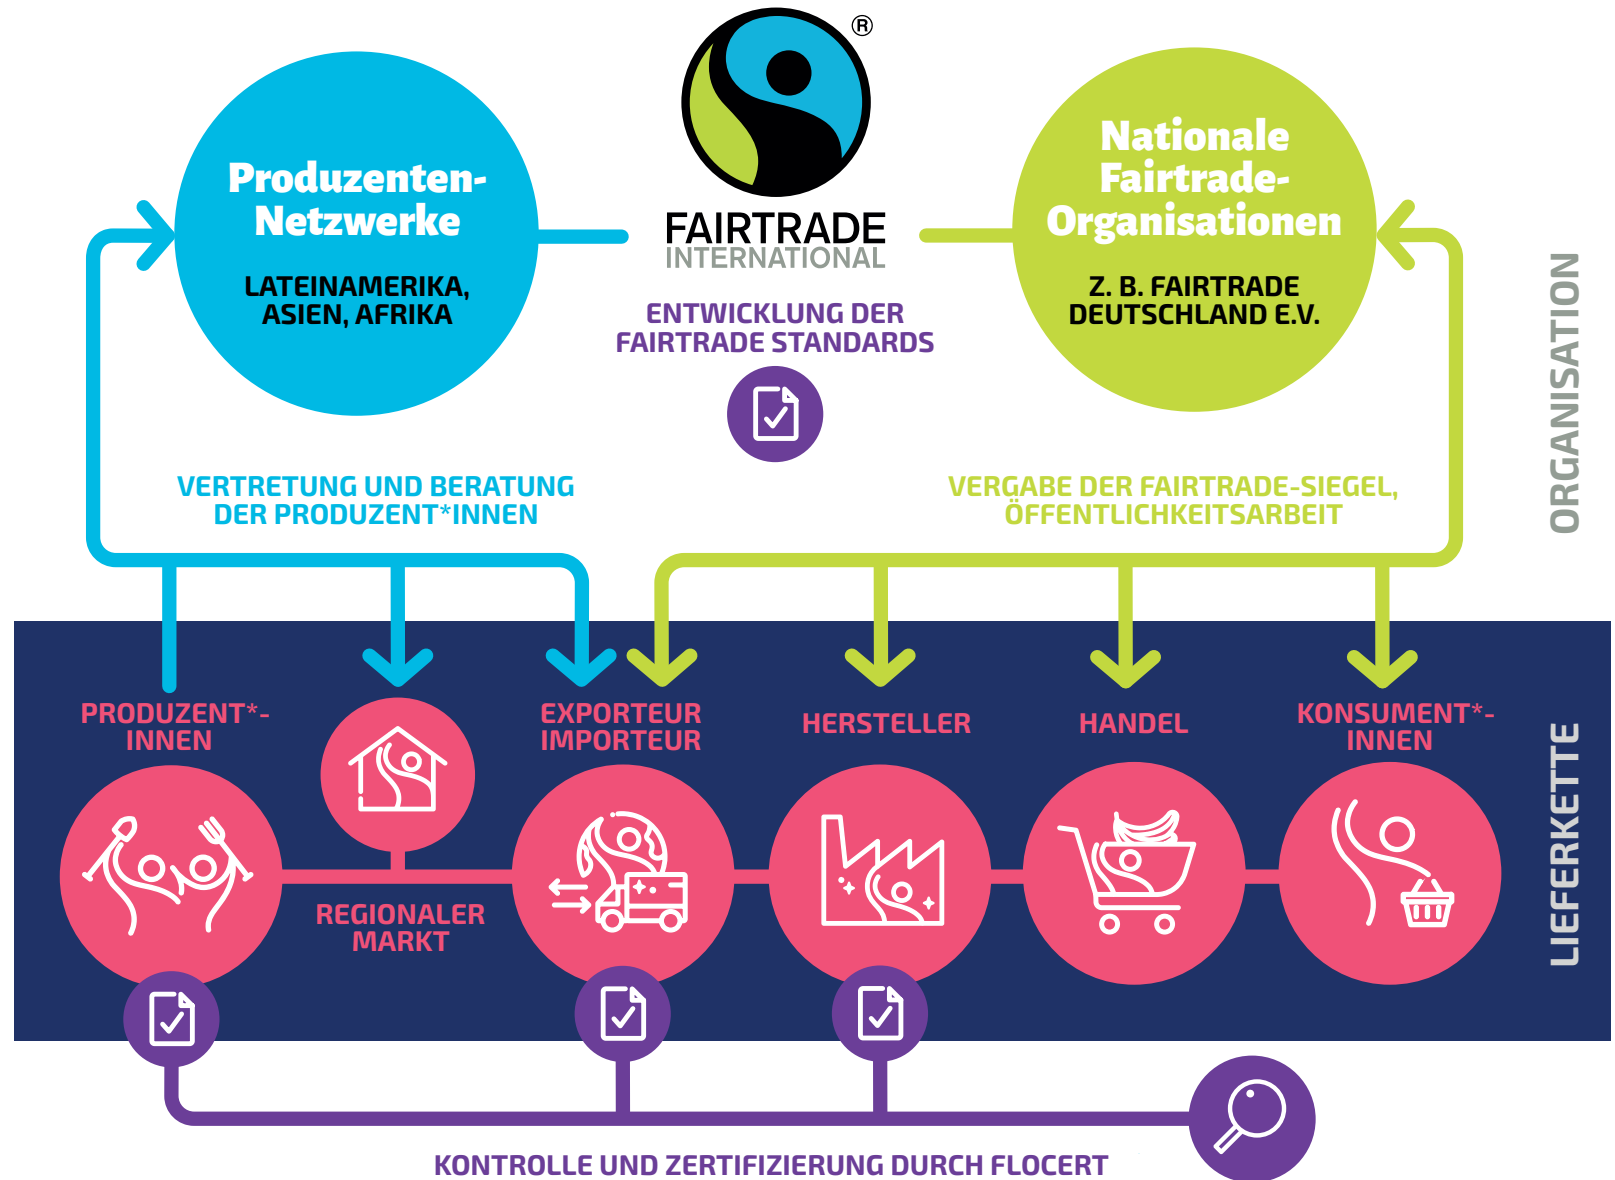 Produzenten-
Netzwerke
LATEINAMERIKA,
ASIEN, AFRIKA
®
FAIRTRADE
INTERNATIONAL
ENTWICKLUNG DER
FAIRTRADE STANDARDS
Nationale
Fairtrade-
Organisationen
Z. B. FAIRTRADE
DEUTSCHLAND E.V.
ORGANISATION
VERTRETUNG UND BERATUNG
DER PRODUZENT*INNEN
VERGABE DER FAIRTRADE-SIEGEL,
ÖFFENTLICHKEITSARBEIT
PRODUZENT*-
INNEN
REGIONALER
MARKT
EXPORTEUR
IMPORTEUR
HERSTELLER
HANDEL
KONSUMENT*-
INNEN
LIEFERKETTE
KONTROLLE UND ZERTIFIZIERUNG DURCH FLOCERT